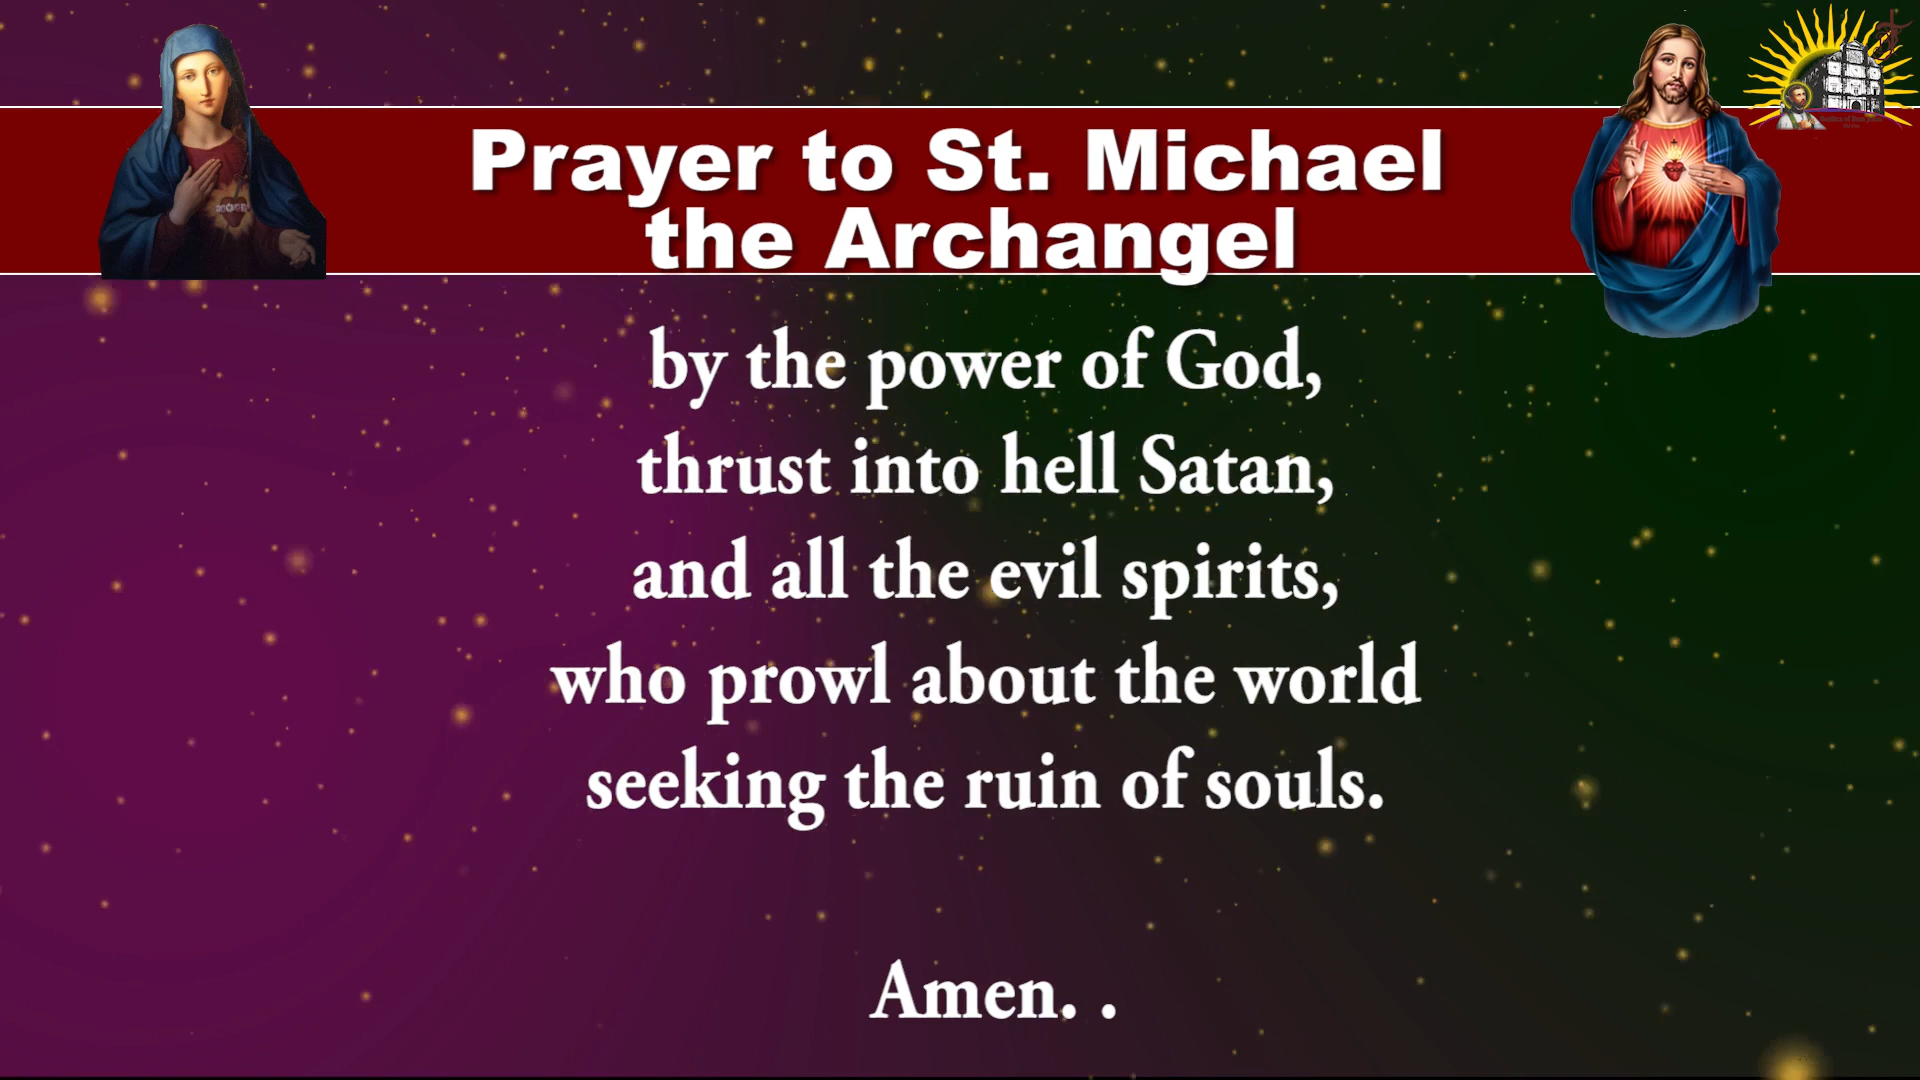 Prayer to St. Michael
the Archangel
by the power of God,
thrust into hell Satan,
and all the evil spirits,
who prowl about the world
seeking the ruin of souls.
Amen. .